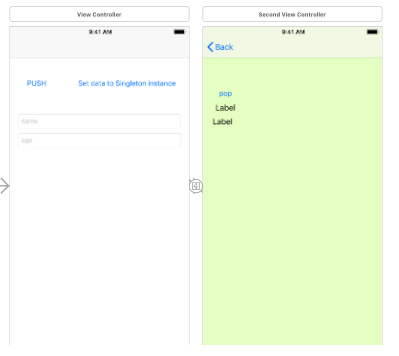 View Controller
9:41 AM
PUSH
Set data to Singleton instance
name
age
Second View Controller
9:41 AM
Back
pop
Label
Label